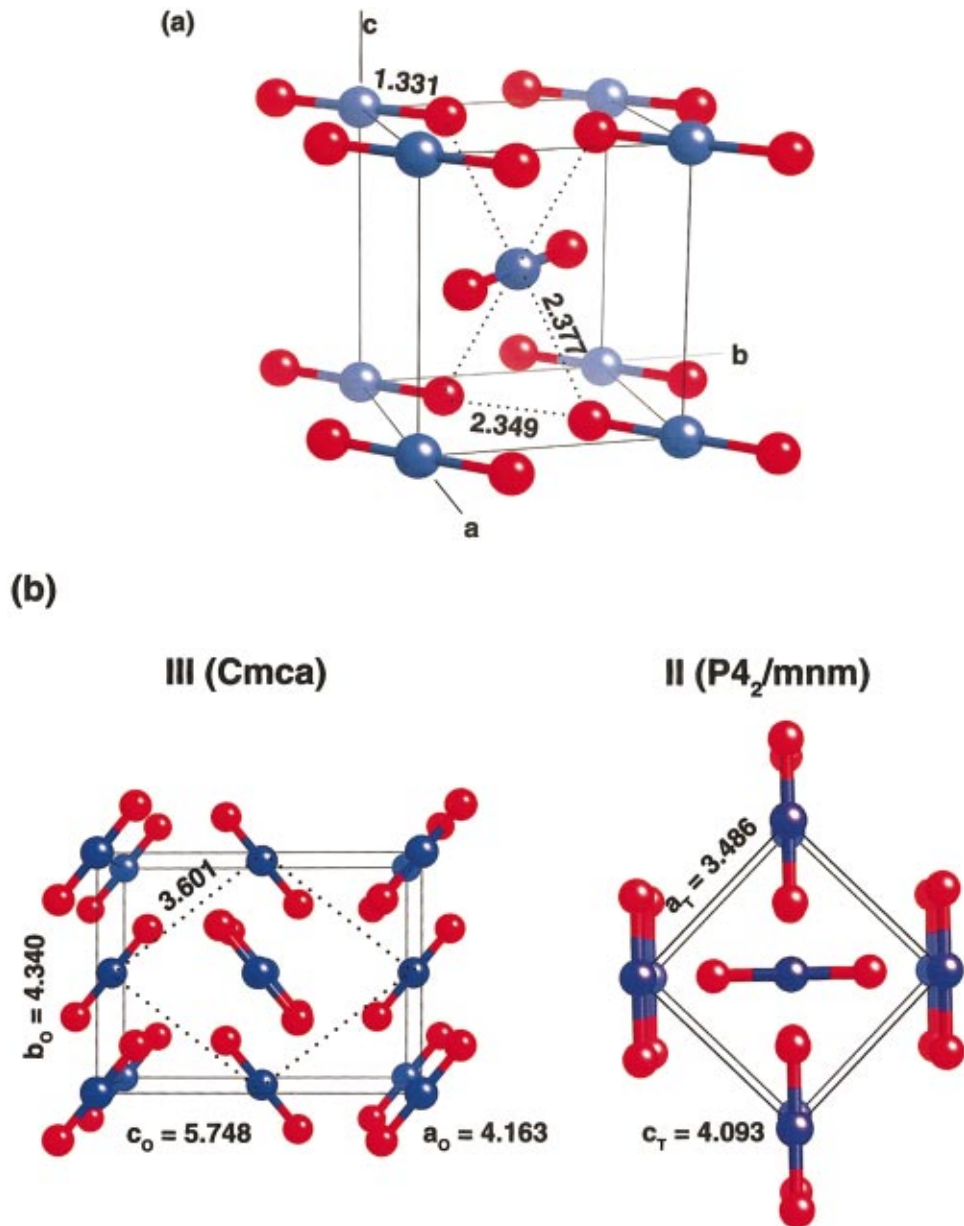 (a)
c
1.331
2.377
b
2.349
a
(b)
III (Cmca)
II (P4₂/mnm)
3.601
a_T = 3.486
b_O = 4.340
c_O = 5.748
a_O = 4.163
c_T = 4.093